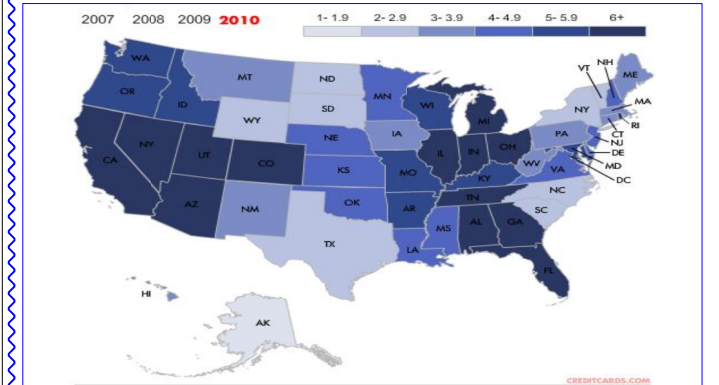 2007 2008 2009 2010
1- 1.9 2- 2.9 3- 3.9 4- 4.9 5- 5.9 6+
WA MT ND MN VT NH ME
OR ID SD WI MI NY MA
WY IA PA RI
CT
NJ
NV UT CO NE IL IN OH WV DE
CA KS MO KY VA MD
DC
AZ NM OK AR TN NC
SC
TX LA MS AL GA
FL
HI
AK
CREDITCARDS.COM